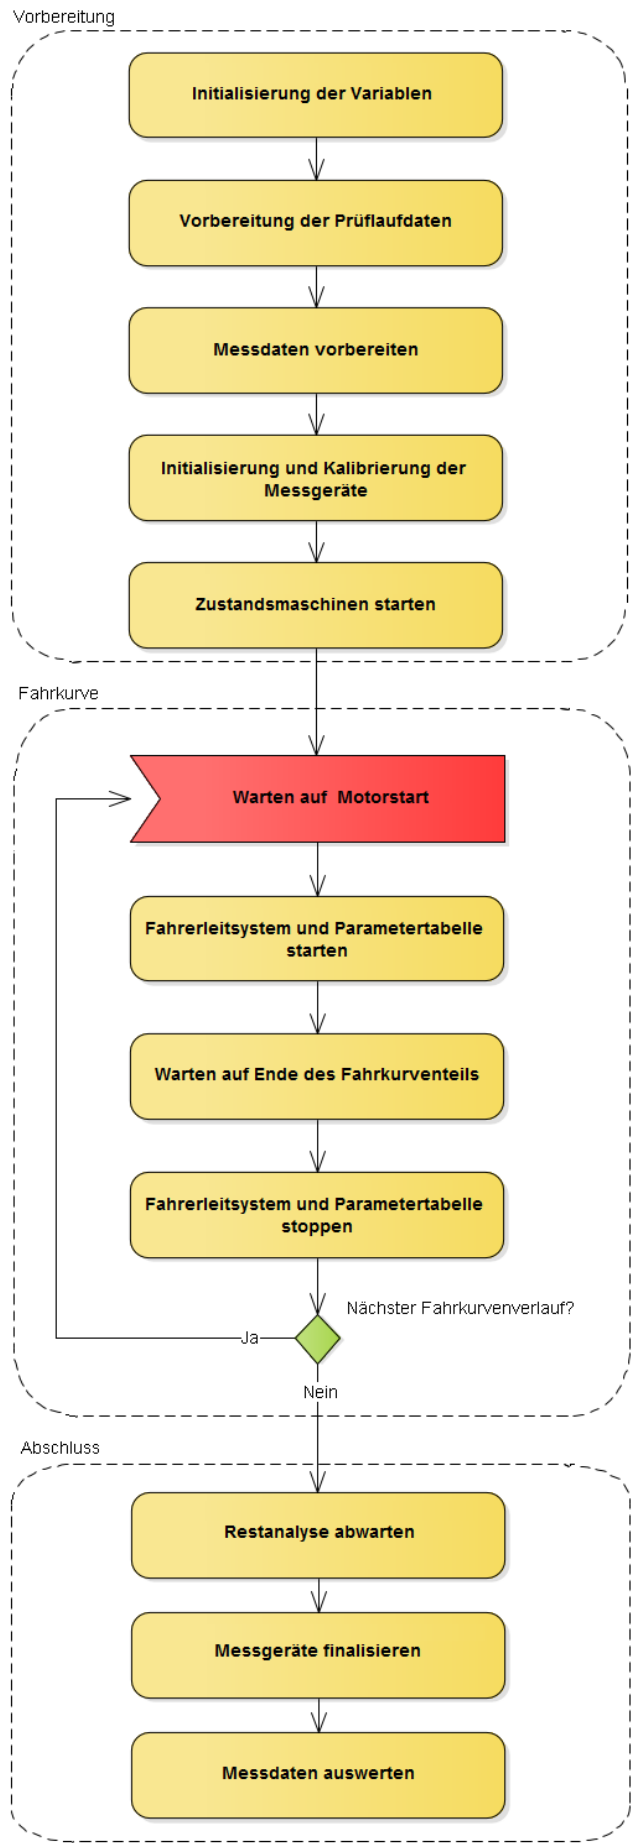 Vorbereitung
Initialisierung der Variablen
Vorbereitung der Prüflaufdaten
Messdaten vorbereiten
Initialisierung und Kalibrierung der
Messgeräte
Zustandsmaschinen starten
Fahrkurve
Warten auf Motorstart
Fahrerleitsystem und Parametertabelle
starten
Warten auf Ende des Fahrkurventeils
Fahrerleitsystem und Parametertabelle
stoppen
Nächster Fahrkurvenverlauf?
Ja
Nein
Abschluss
Restanalyse abwarten
Messgeräte finalisieren
Messdaten auswerten